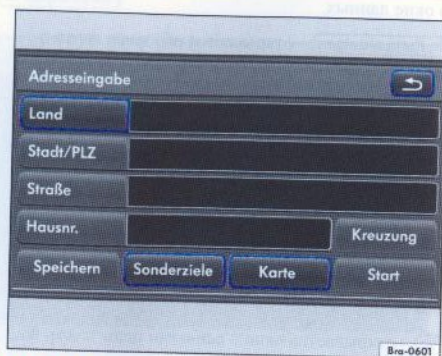 Adresseingabe
Land
Stadt/PLZ
Straße
Hausnr. Kreuzung
Speichern Sonderziele Karte Start
Bra-0601